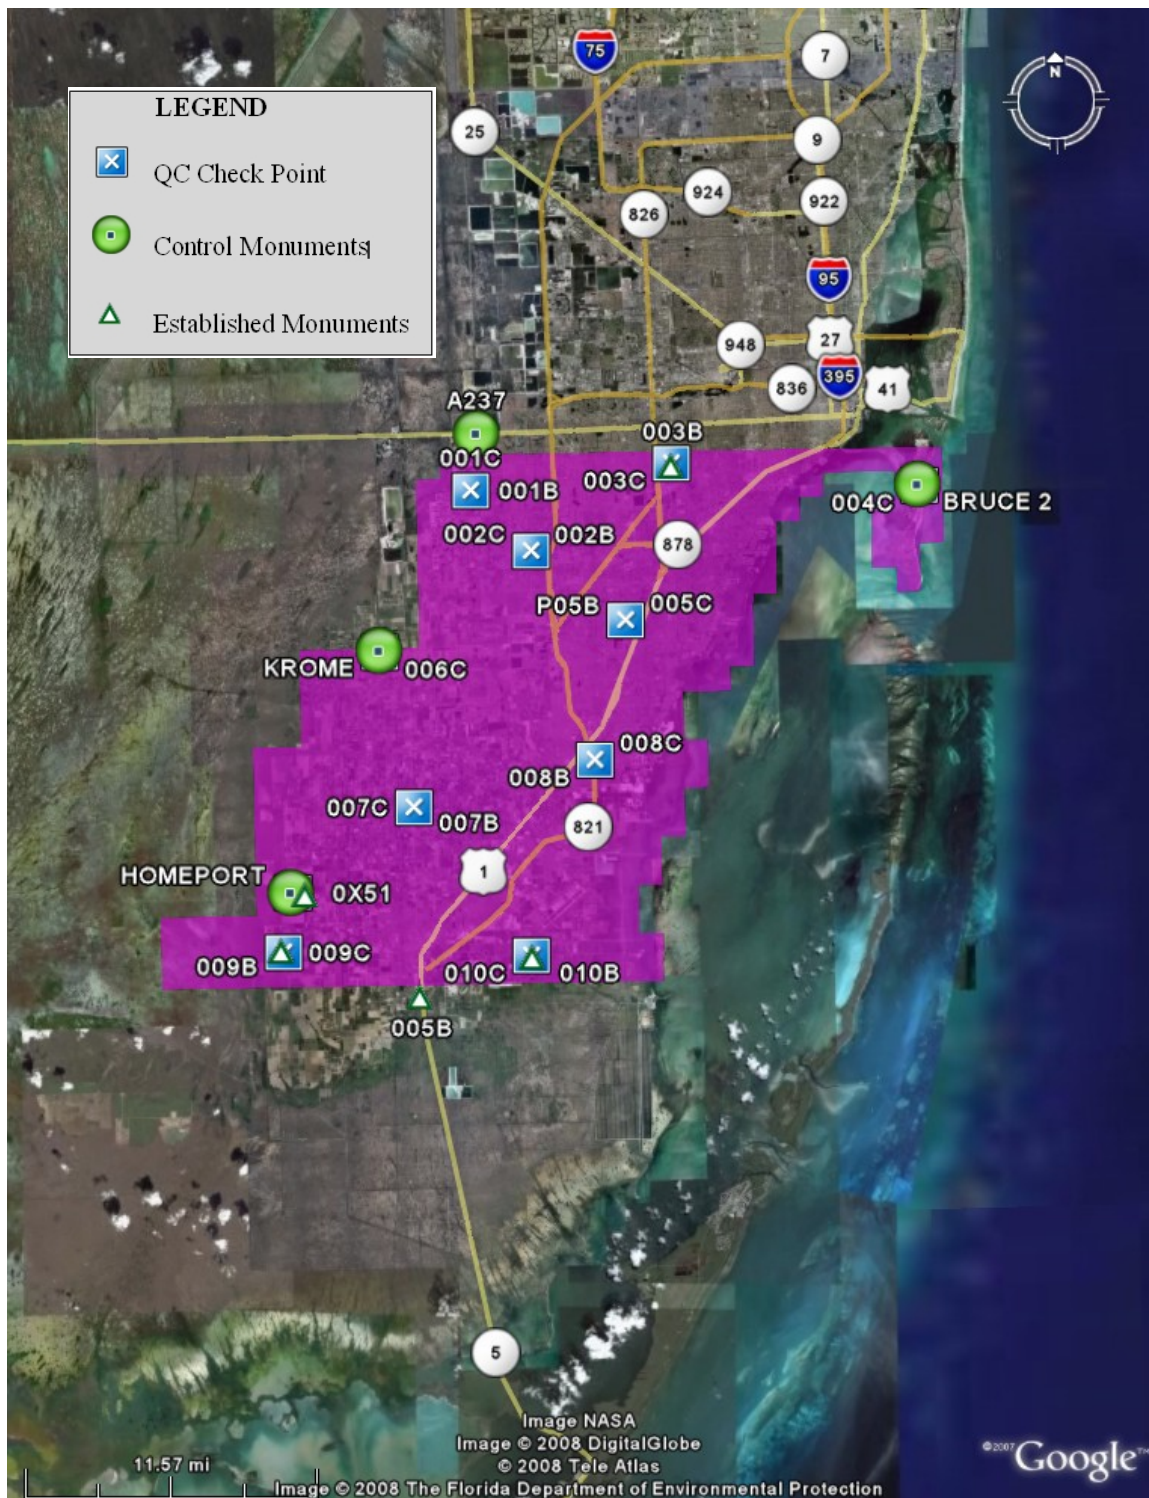 75
7
LEGEND
N
25
9
QC Check Point
924
922
826
Control Monuments
95
Established Monuments
948
27
836
395
41
A237
003B
001C
003C
001B
004C
BRUCE 2
002C
002B
878
P05B
005C
KROME
006C
008C
008B
007C
007B
821
1
HOMEPORT
0X51
009B
009C
010C
010B
005B
5
Image NASA
Image © 2008 DigitalGlobe
© 2008 Tele Atlas
11.57 mi
©2007 Google™
Image © 2008 The Florida Department of Environmental Protection